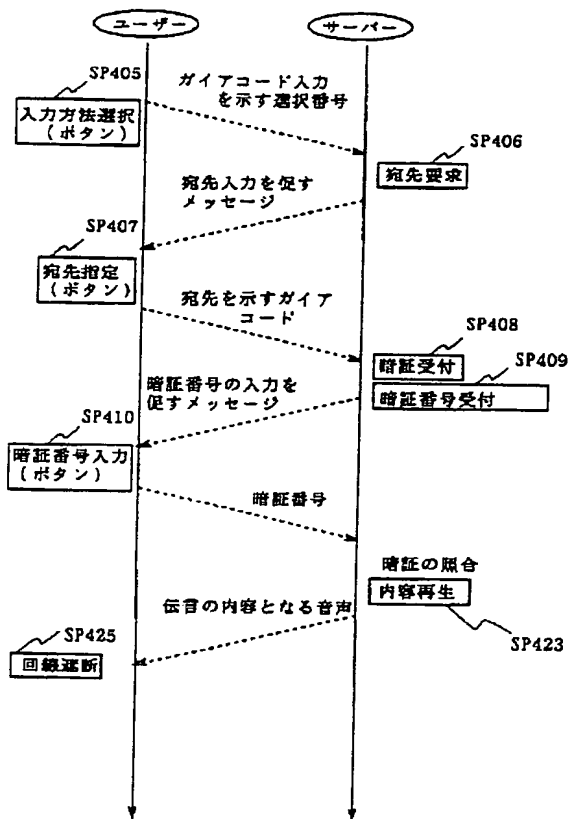 ユーザー
サーバー
SP405
ガイアコード入力
を示す選択番号
入力方法選択
(ボタン)
SP406
宛先要求
宛先入力を促す
メッセージ
SP407
宛先指定
(ボタン)
宛先を示すガイア
コード
SP408
暗証受付
SP409
暗証番号受付
暗証番号の入力を
促すメッセージ
SP410
暗証番号入力
(ボタン)
暗証番号
暗証の照合
内容再生
伝言の内容となる音声
SP423
SP425
回線遮断